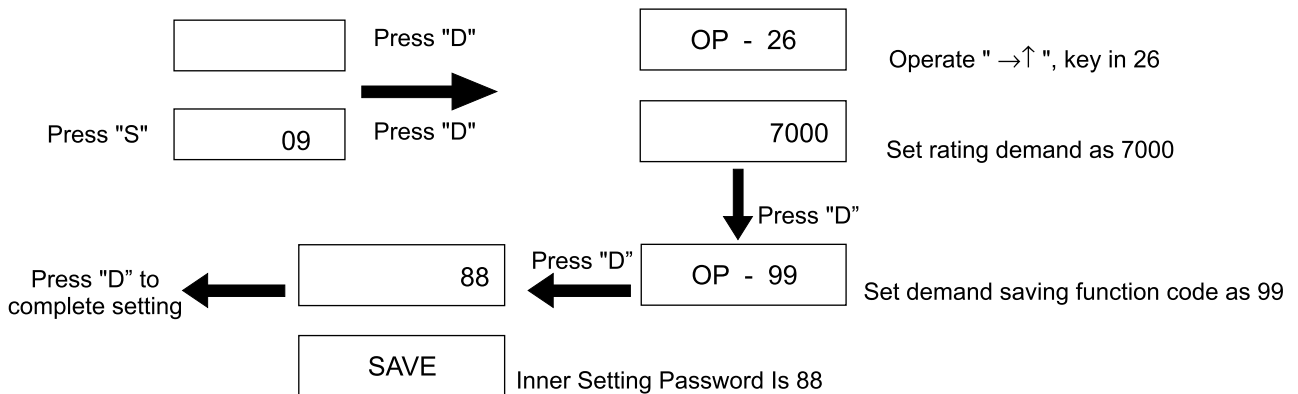 Press "D"
OP - 26
Operate " →↑ ", key in 26
Press "S"
09
Press "D"
7000
Set rating demand as 7000
Press "D”
Press "D” to
complete setting
88
Press "D”
OP - 99
Set demand saving function code as 99
SAVE
Inner Setting Password Is 88